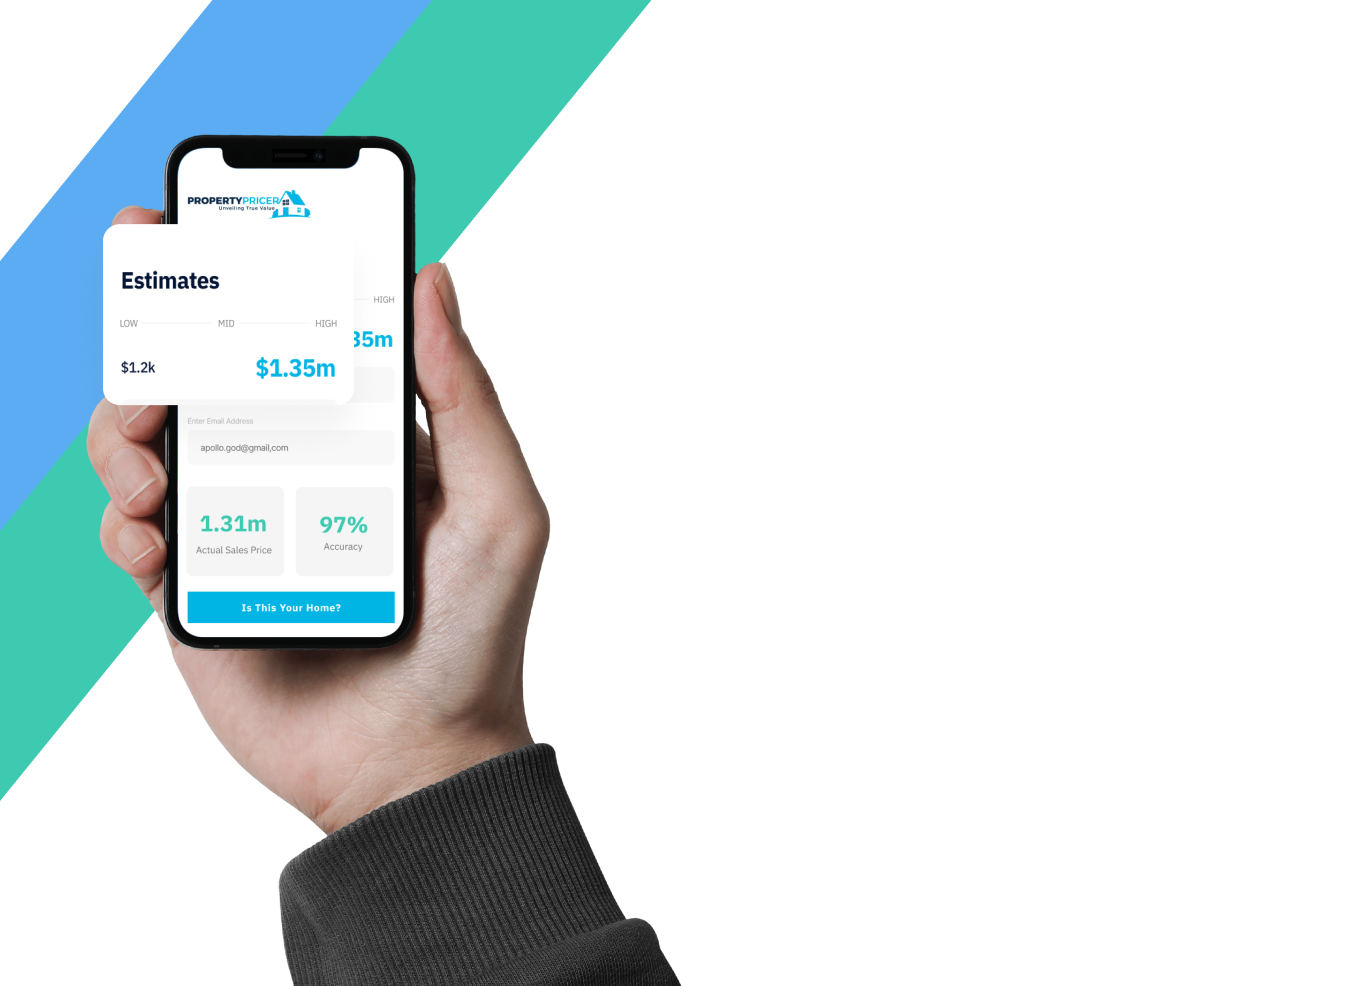 PROPERTYPRICER
Unveiling True Value
Estimates
HIGH
LOW MID HIGH
35m
$1.2k $1.35m
Enter Email Address
apollo.god@gmail,com
1.31m 97%
Actual Sales Price Accuracy
Is This Your Home?